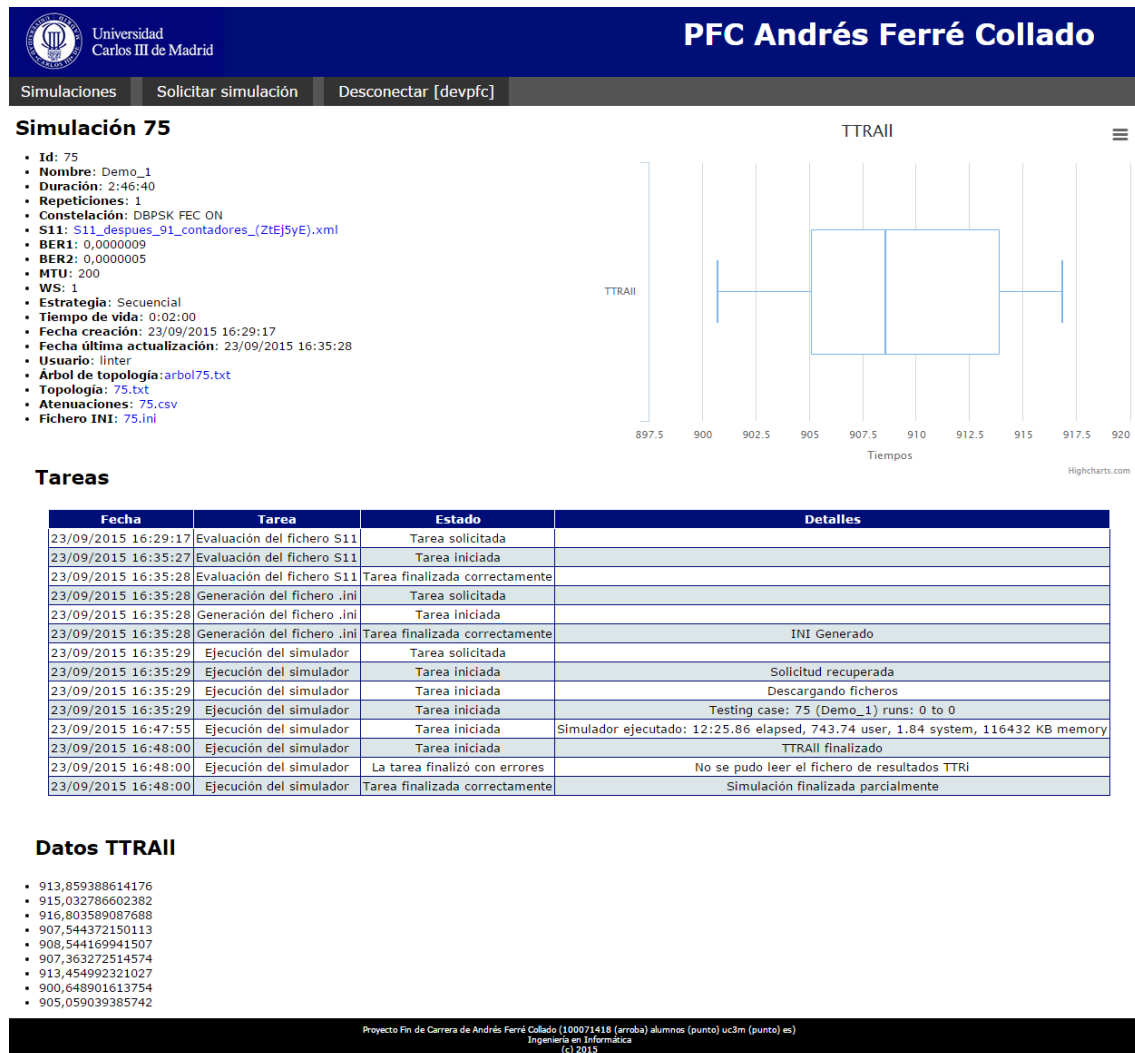 Universidad
Carlos III de Madrid
PFC Andrés Ferré Collado
Simulaciones
Solicitar simulación
Desconectar [devpfc]
Simulación 75
Id: 75
Nombre: Demo_1
Duración: 2:46:40
Repeticiones: 1
Constelación: DBPSK FEC ON
S11: S11_despues_91_contadores_(ZtEj5yE).xml
BER1: 0,0000009
BER2: 0,0000005
MTU: 200
WS: 1
Estrategia: Secuencial
Tiempo de vida: 0:02:00
Fecha creación: 23/09/2015 16:29:17
Fecha última actualización: 23/09/2015 16:35:28
Usuario: linter
Árbol de topología:arbol75.txt
Topología: 75.txt
Atenuaciones: 75.csv
Fichero INI: 75.ini
TTRAll
TTRAll
897.5 900 902.5 905 907.5 910 912.5 915 917.5 920
Tiempos
Highcharts.com
Tareas
Fecha Tarea Estado Detalles
23/09/2015 16:29:17 Evaluación del fichero S11 Tarea solicitada
23/09/2015 16:35:27 Evaluación del fichero S11 Tarea iniciada
23/09/2015 16:35:28 Evaluación del fichero S11 Tarea finalizada correctamente
23/09/2015 16:35:28 Generación del fichero .ini Tarea solicitada
23/09/2015 16:35:28 Generación del fichero .ini Tarea iniciada
23/09/2015 16:35:28 Generación del fichero .ini Tarea finalizada correctamente INI Generado
23/09/2015 16:35:29 Ejecución del simulador Tarea solicitada
23/09/2015 16:35:29 Ejecución del simulador Tarea iniciada Solicitud recuperada
23/09/2015 16:35:29 Ejecución del simulador Tarea iniciada Descargando ficheros
23/09/2015 16:35:29 Ejecución del simulador Tarea iniciada Testing case: 75 (Demo_1) runs: 0 to 0
23/09/2015 16:47:55 Ejecución del simulador Tarea iniciada Simulador ejecutado: 12:25.86 elapsed, 743.74 user, 1.84 system, 116432 KB memory
23/09/2015 16:48:00 Ejecución del simulador Tarea iniciada TTRAll finalizado
23/09/2015 16:48:00 Ejecución del simulador La tarea finalizó con errores No se pudo leer el fichero de resultados TTRi
23/09/2015 16:48:00 Ejecución del simulador Tarea finalizada correctamente Simulación finalizada parcialmente
Datos TTRAll
913,859388614176
915,032786602382
916,803589087688
907,544372150113
908,544169941507
907,363272514574
913,454992321027
900,648901613754
905,059039385742
Proyecto Fin de Carrera de Andrés Ferré Collado (100071418 (arroba) alumnos (punto) uc3m (punto) es)
Ingeniería en Informática
(c) 2015